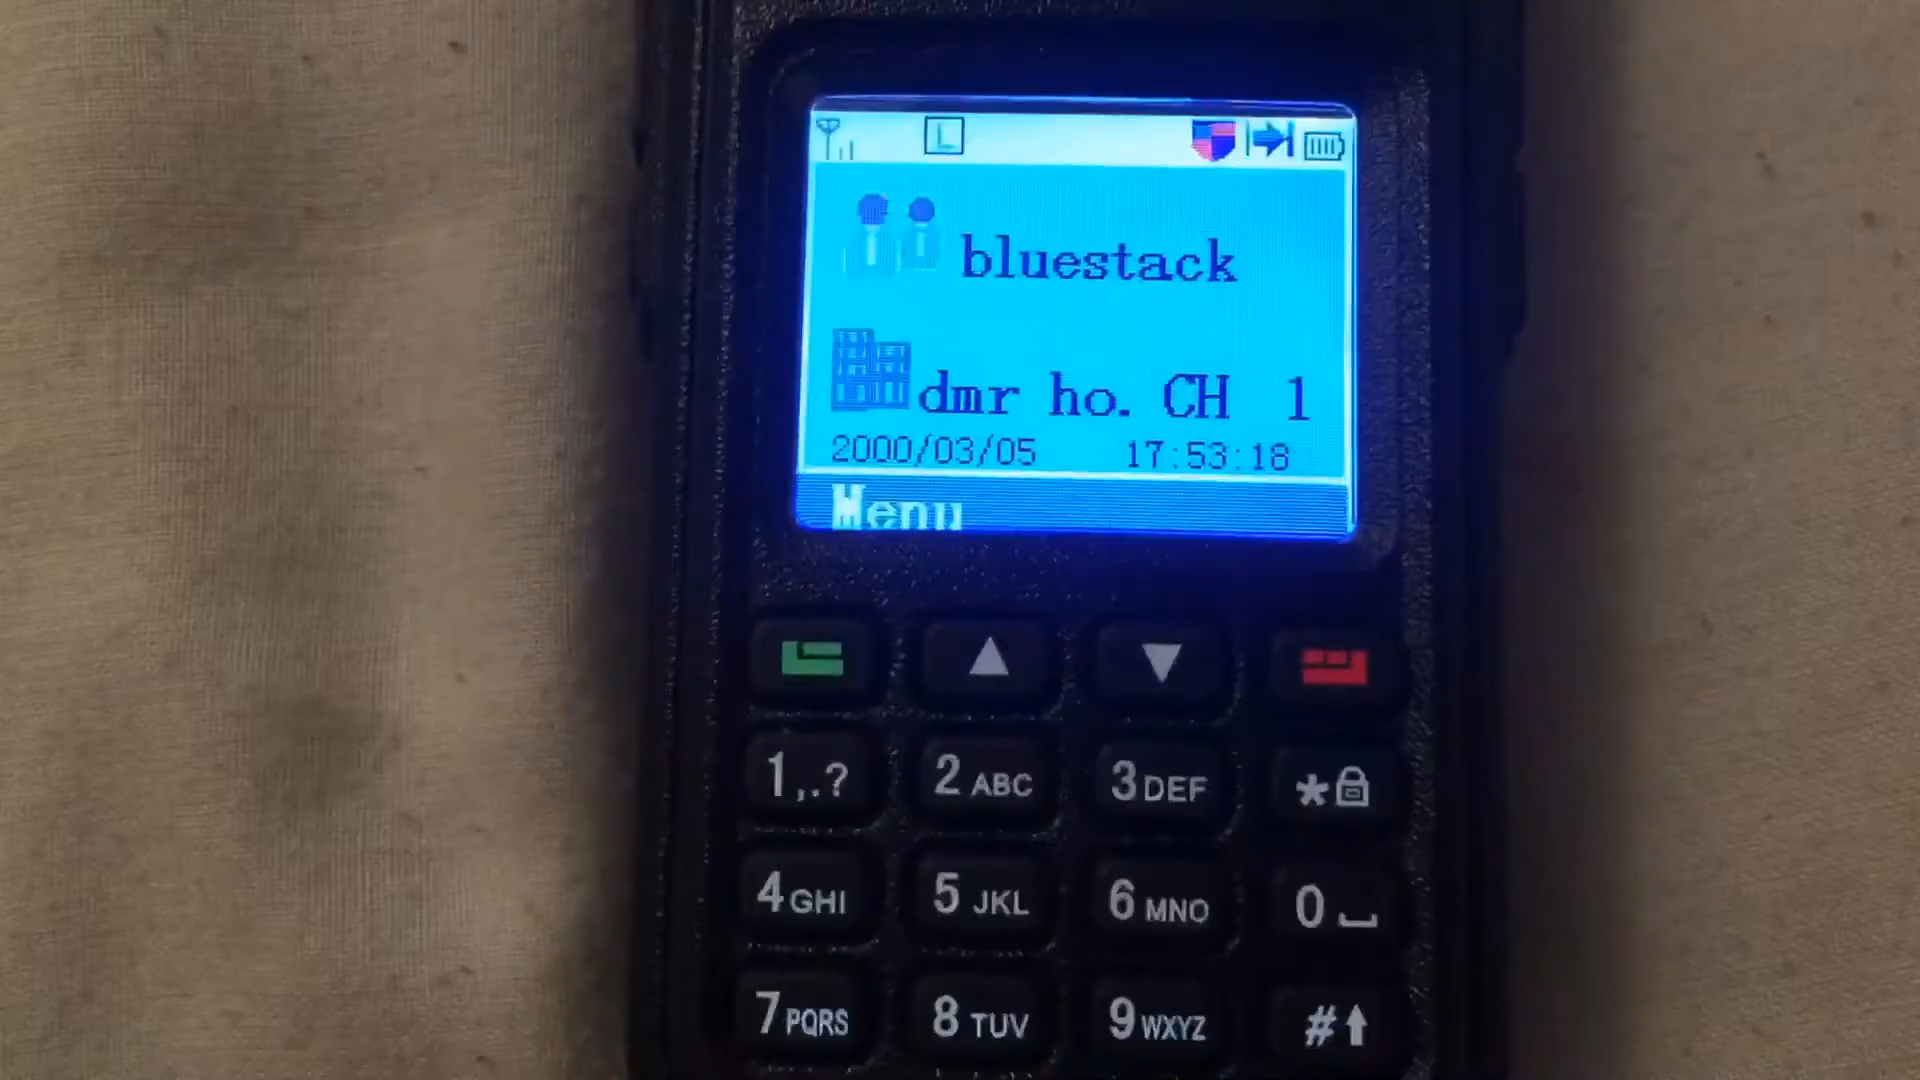 L
bluestack
dmr ho. CH 1
2000/03/05 17:53:18
Menu
1,.? 2 ABC 3 DEF *
4 GHI 5 JKL 6 MNO 0
7 PQRS 8 TUV 9 WXYZ #